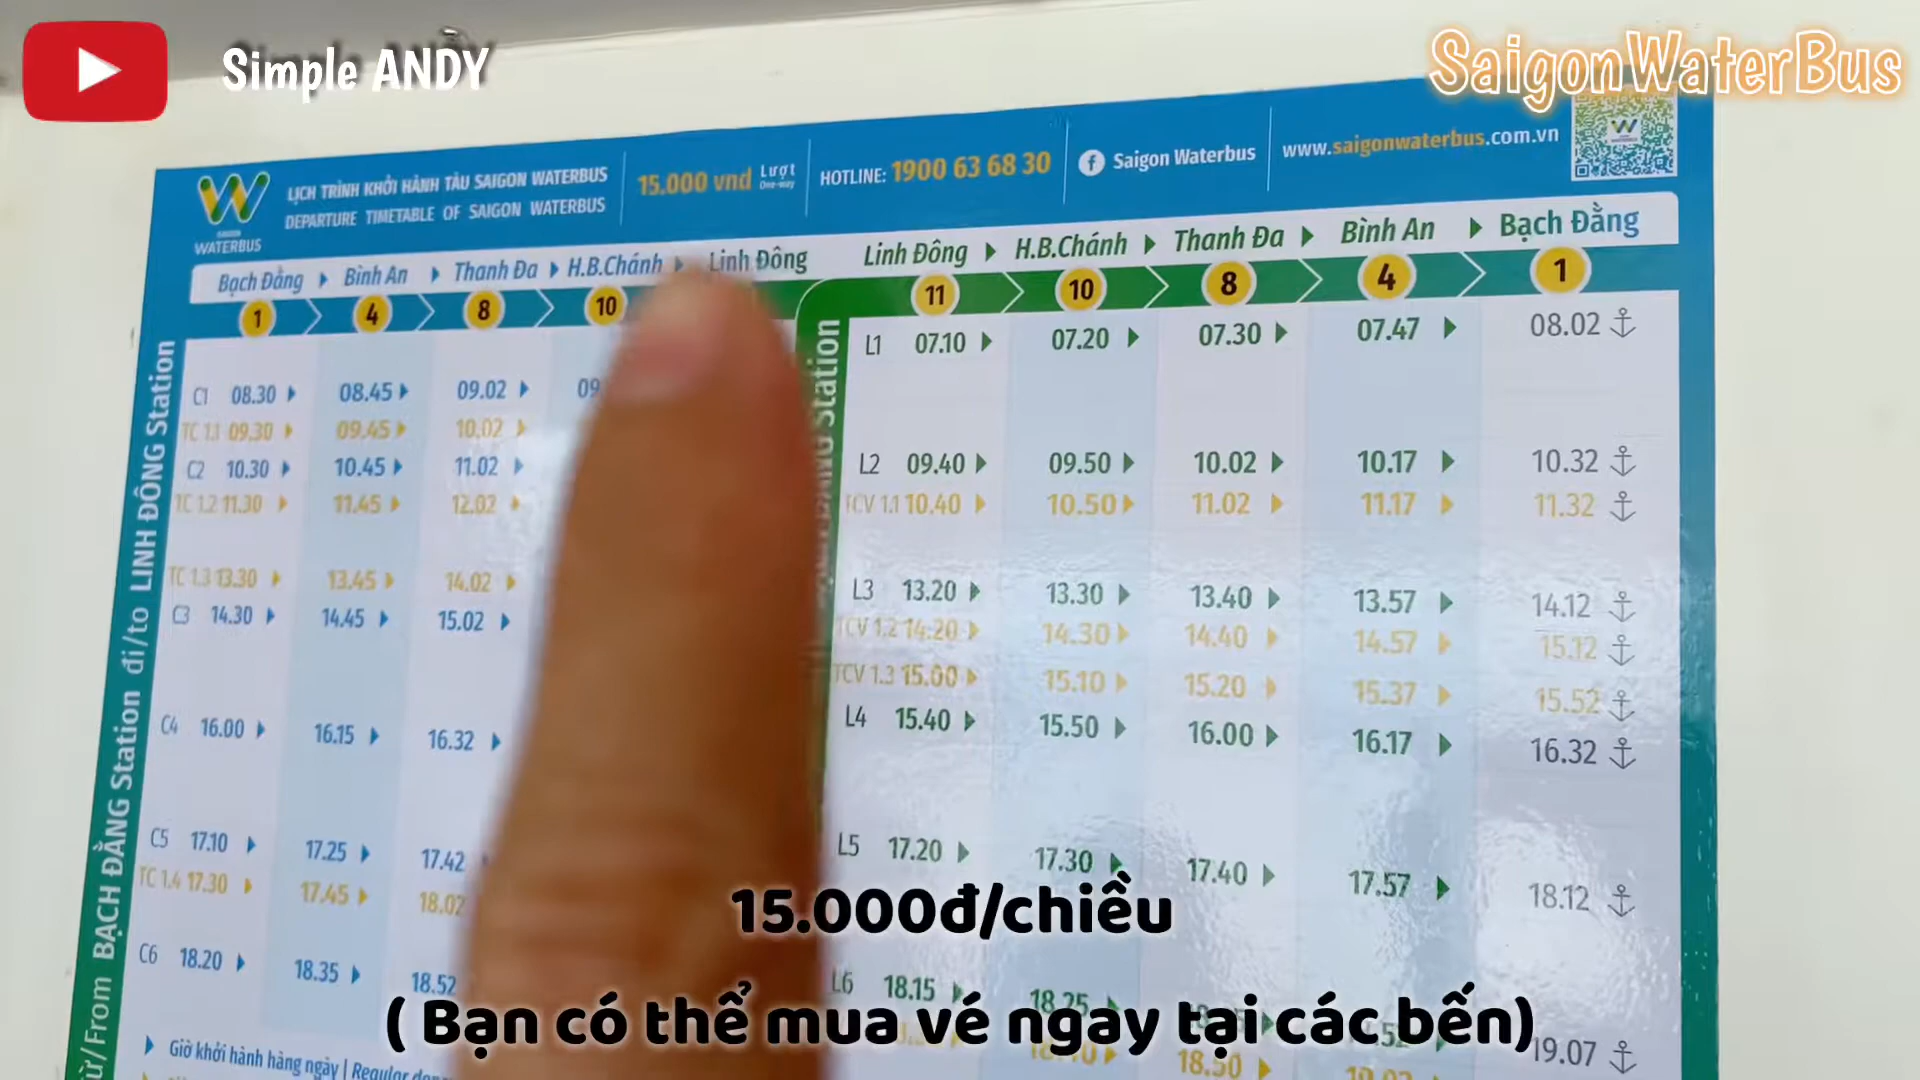 Simple ANDY
SaigonWaterBus
WATERBUS
LỊCH TRÌNH KHỞI HÀNH TÀU SAIGON WATERBUS
DEPARTURE TIMETABLE OF SAIGON WATERBUS
15.000 vnd Lượt One-way
HOTLINE: 1900 63 68 30
Saigon Waterbus
www.saigonwaterbus.com.vn
Bạch Đằng Bình An Thanh Đa H.B.Chánh Linh Đông
1 4 8 10
Từ/From BẠCH ĐẰNG Station đi/to LINH ĐÔNG Station
C1 08.30 08.45 09.02
TC 1.1 09.30 09.45 10.02
C2 10.30 10.45 11.02
TC 1.2 11.30 11.45 12.02
TC 1.3 13.30 13.45 14.02
C3 14.30 14.45 15.02
C4 16.00 16.15 16.32
C5 17.10 17.25 17.42
TC 1.4 17.30 17.45 18.02
C6 18.20 18.35 18.52
Giờ khởi hành hàng ngày | Regular
Linh Đông H.B.Chánh Thanh Đa Bình An Bạch Đằng
11 10 8 4 1
Station
L1 07.10 07.20 07.30 07.47 08.02
L2 09.40 09.50 10.02 10.17 10.32
TCV 1.1 10.40 10.50 11.02 11.17 11.32
L3 13.20 13.30 13.40 13.57 14.12
TCV 1.2 14.20 14.30 14.40 14.57 15.12
TCV 1.3 15.00 15.10 15.20 15.37 15.52
L4 15.40 15.50 16.00 16.17 16.32
L5 17.20 17.30 17.40 17.57 18.12
L6 18.15 18.25 19.07
18.50
15.000đ/chiều
( Bạn có thể mua vé ngay tại các bến)